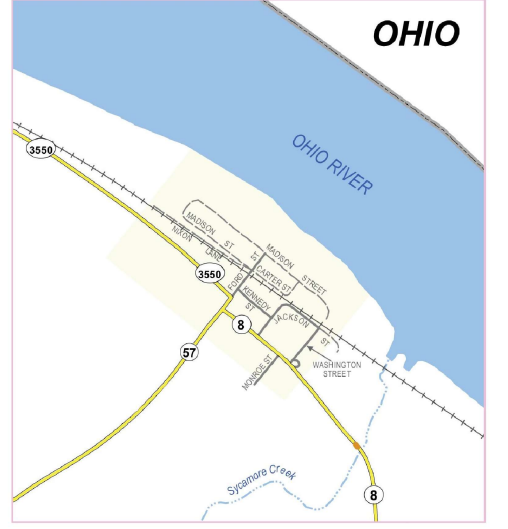 OHIO
OHIO RIVER
3550
MADISON ST
NIXON LANE
MADISON STREET
FORD ST
CARTER ST
3550
KENNEDY ST
JACKSON ST
8
57
WASHINGTON
STREET
MONROE ST
Sycamore Creek
8